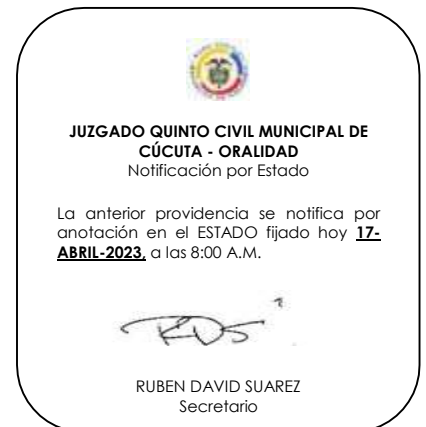 JUZGADO QUINTO CIVIL MUNICIPAL DE
CÚCUTA - ORALIDAD
Notificación por Estado
La anterior providencia se notifica por
anotación en el ESTADO fijado hoy 17-
ABRIL-2023, a las 8:00 A.M.
RUBEN DAVID SUAREZ
Secretario